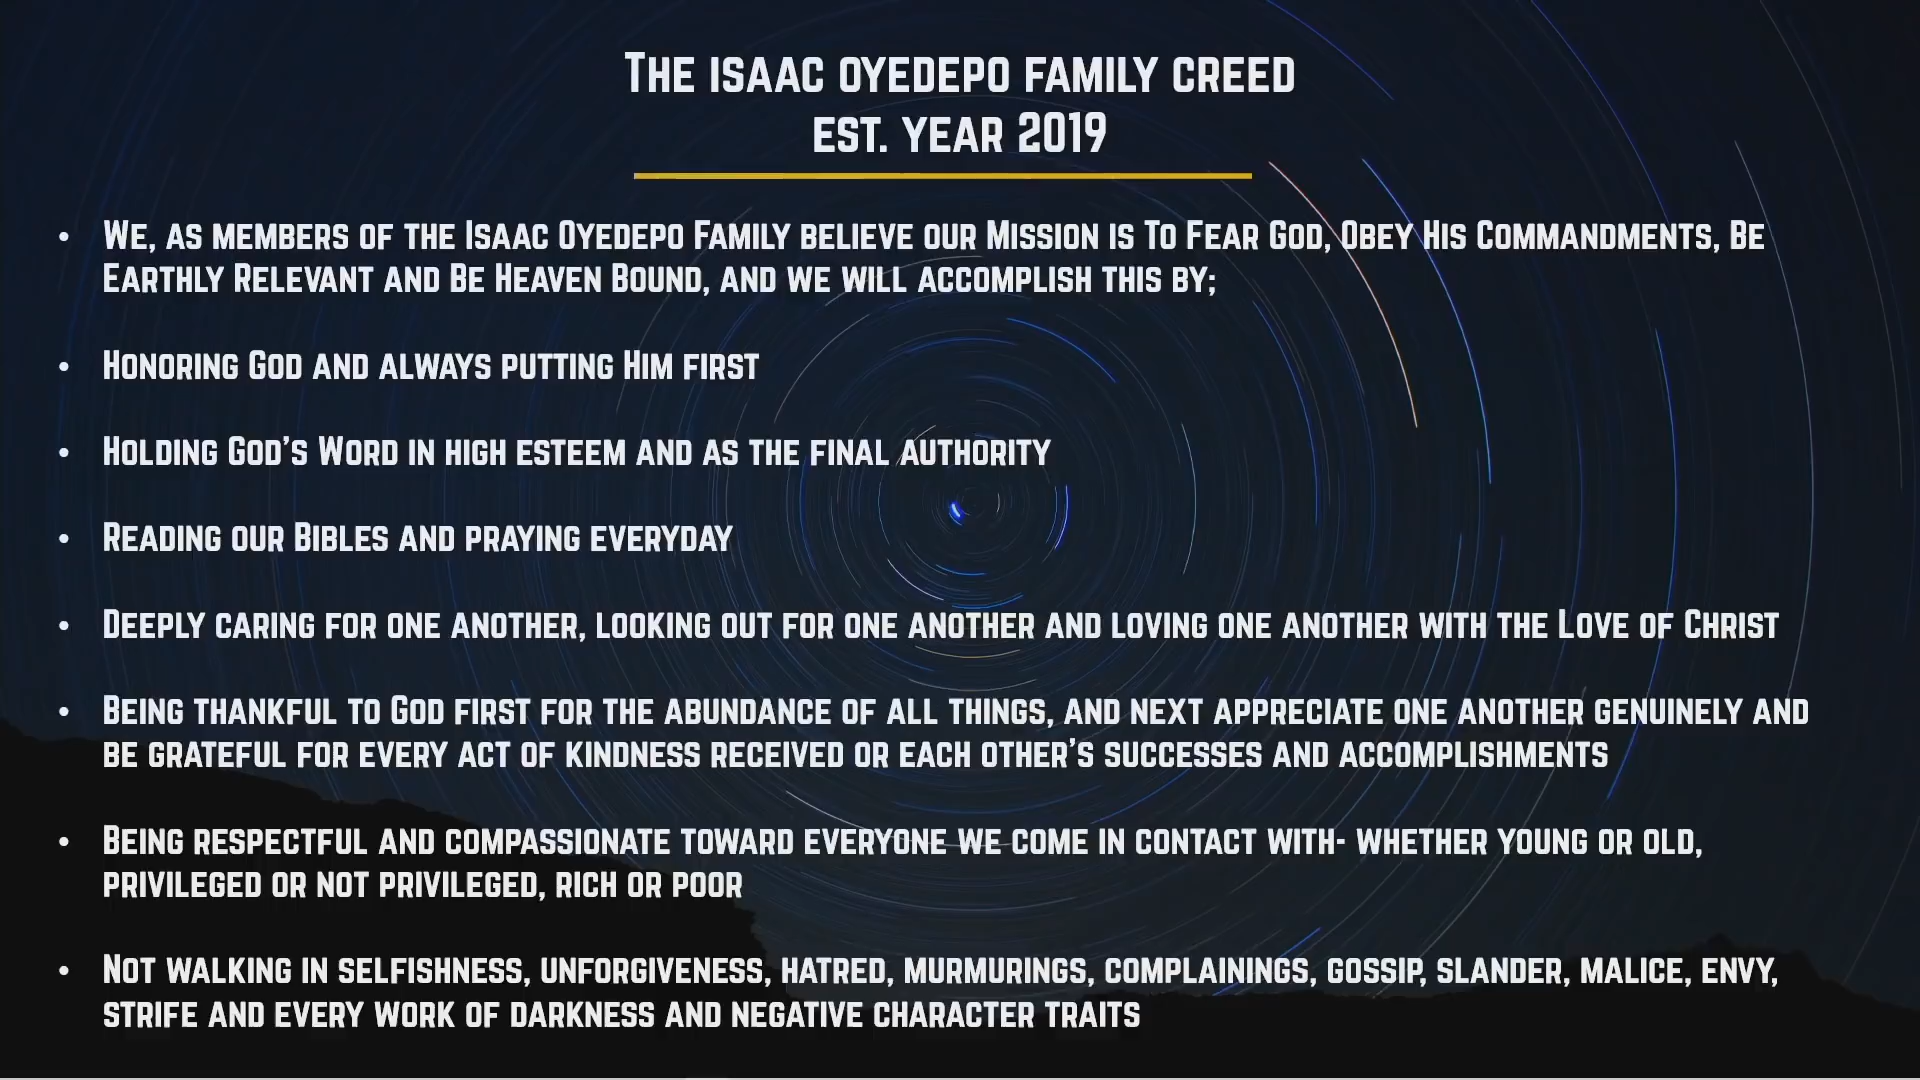 The Isaac Oyedepo Family Creed
Est. Year 2019
• We, as members of the Isaac Oyedepo Family believe our Mission is To Fear God, Obey His Commandments, Be
Earthly Relevant and Be Heaven Bound, and we will accomplish this by;
• Honoring God and always putting Him first
• Holding God's Word in high esteem and as the final authority
• Reading our Bibles and praying everyday
• Deeply caring for one another, looking out for one another and loving one another with the Love of Christ
• Being thankful to God first for the abundance of all things, and next appreciate one another genuinely and
be grateful for every act of kindness received or each other's successes and accomplishments
• Being respectful and compassionate toward everyone we come in contact with- whether young or old,
privileged or not privileged, rich or poor
• Not walking in selfishness, unforgiveness, hatred, murmurings, complainings, gossip, slander, malice, envy,
strife and every work of darkness and negative character traits